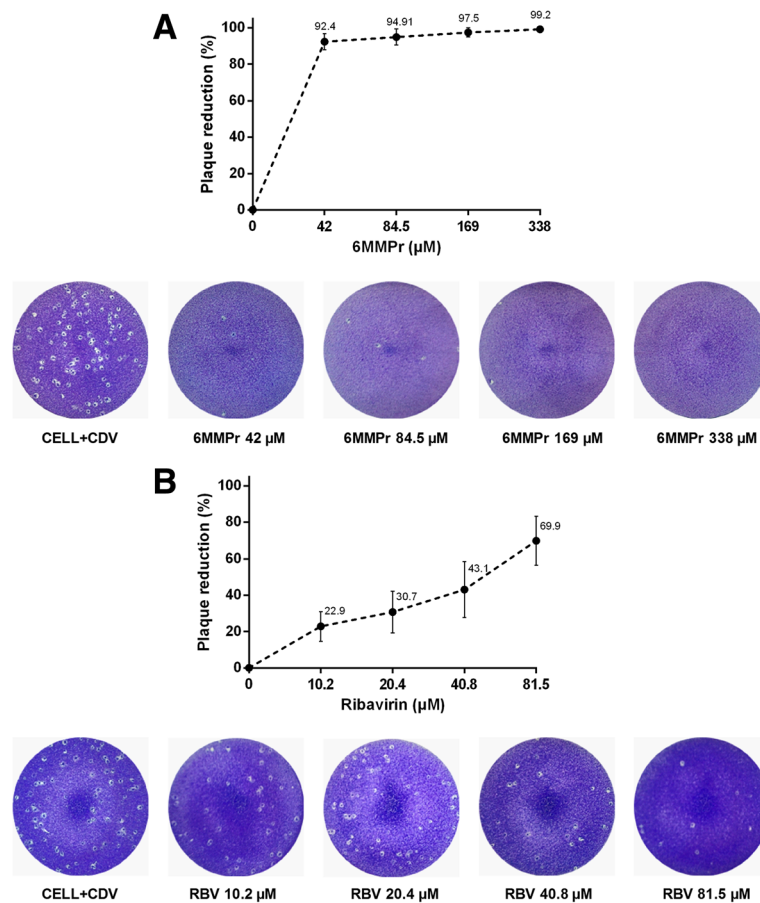 A
92.4
94.91
97.5
99.2
Plaque reduction (%)
100
80
60
40
20
0
0 42 84.5 169 338
6MMPr (µM)
CELL+CDV 6MMPr 42 µM 6MMPr 84.5 µM 6MMPr 169 µM 6MMPr 338 µM
B
Plaque reduction (%)
100
80
60
40
20
0
22.9
30.7
43.1
69.9
0 10.2 20.4 40.8 81.5
Ribavirin (µM)
CELL+CDV RBV 10.2 µM RBV 20.4 µM RBV 40.8 µM RBV 81.5 µM